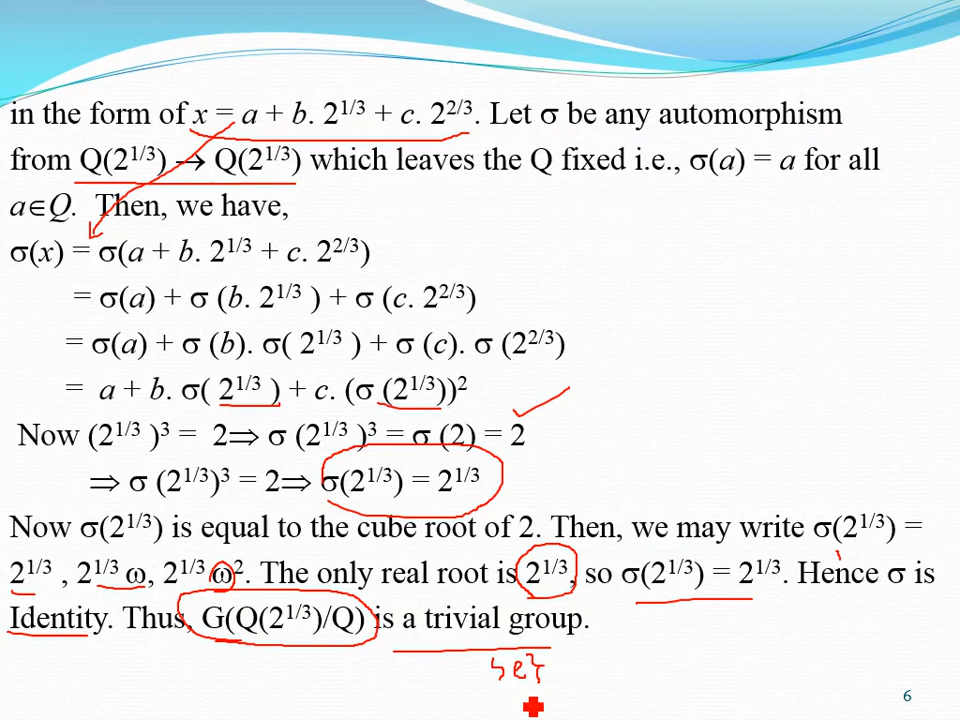 in the form of x = a + b. 2^{1/3} + c. 2^{2/3}. Let σ be any automorphism
from Q(2^{1/3}) → Q(2^{1/3}) which leaves the Q fixed i.e., σ(a) = a for all
a∈Q. Then, we have,
σ(x) = σ(a + b. 2^{1/3} + c. 2^{2/3})
= σ(a) + σ (b. 2^{1/3} ) + σ (c. 2^{2/3})
= σ(a) + σ (b). σ( 2^{1/3} ) + σ (c). σ (2^{2/3})
= a + b. σ( 2^{1/3} ) + c. (σ (2^{1/3}))^2
Now (2^{1/3} )^3 = 2⇒ σ (2^{1/3} )^3 = σ (2) = 2
⇒ σ (2^{1/3})^3 = 2⇒ σ(2^{1/3}) = 2^{1/3}
Now σ(2^{1/3}) is equal to the cube root of 2. Then, we may write σ(2^{1/3}) =
2^{1/3} , 2^{1/3} ω, 2^{1/3} ω^2. The only real root is 2^{1/3}, so σ(2^{1/3}) = 2^{1/3}. Hence σ is
Identity. Thus, G(Q(2^{1/3})/Q) is a trivial group.
{e}
6